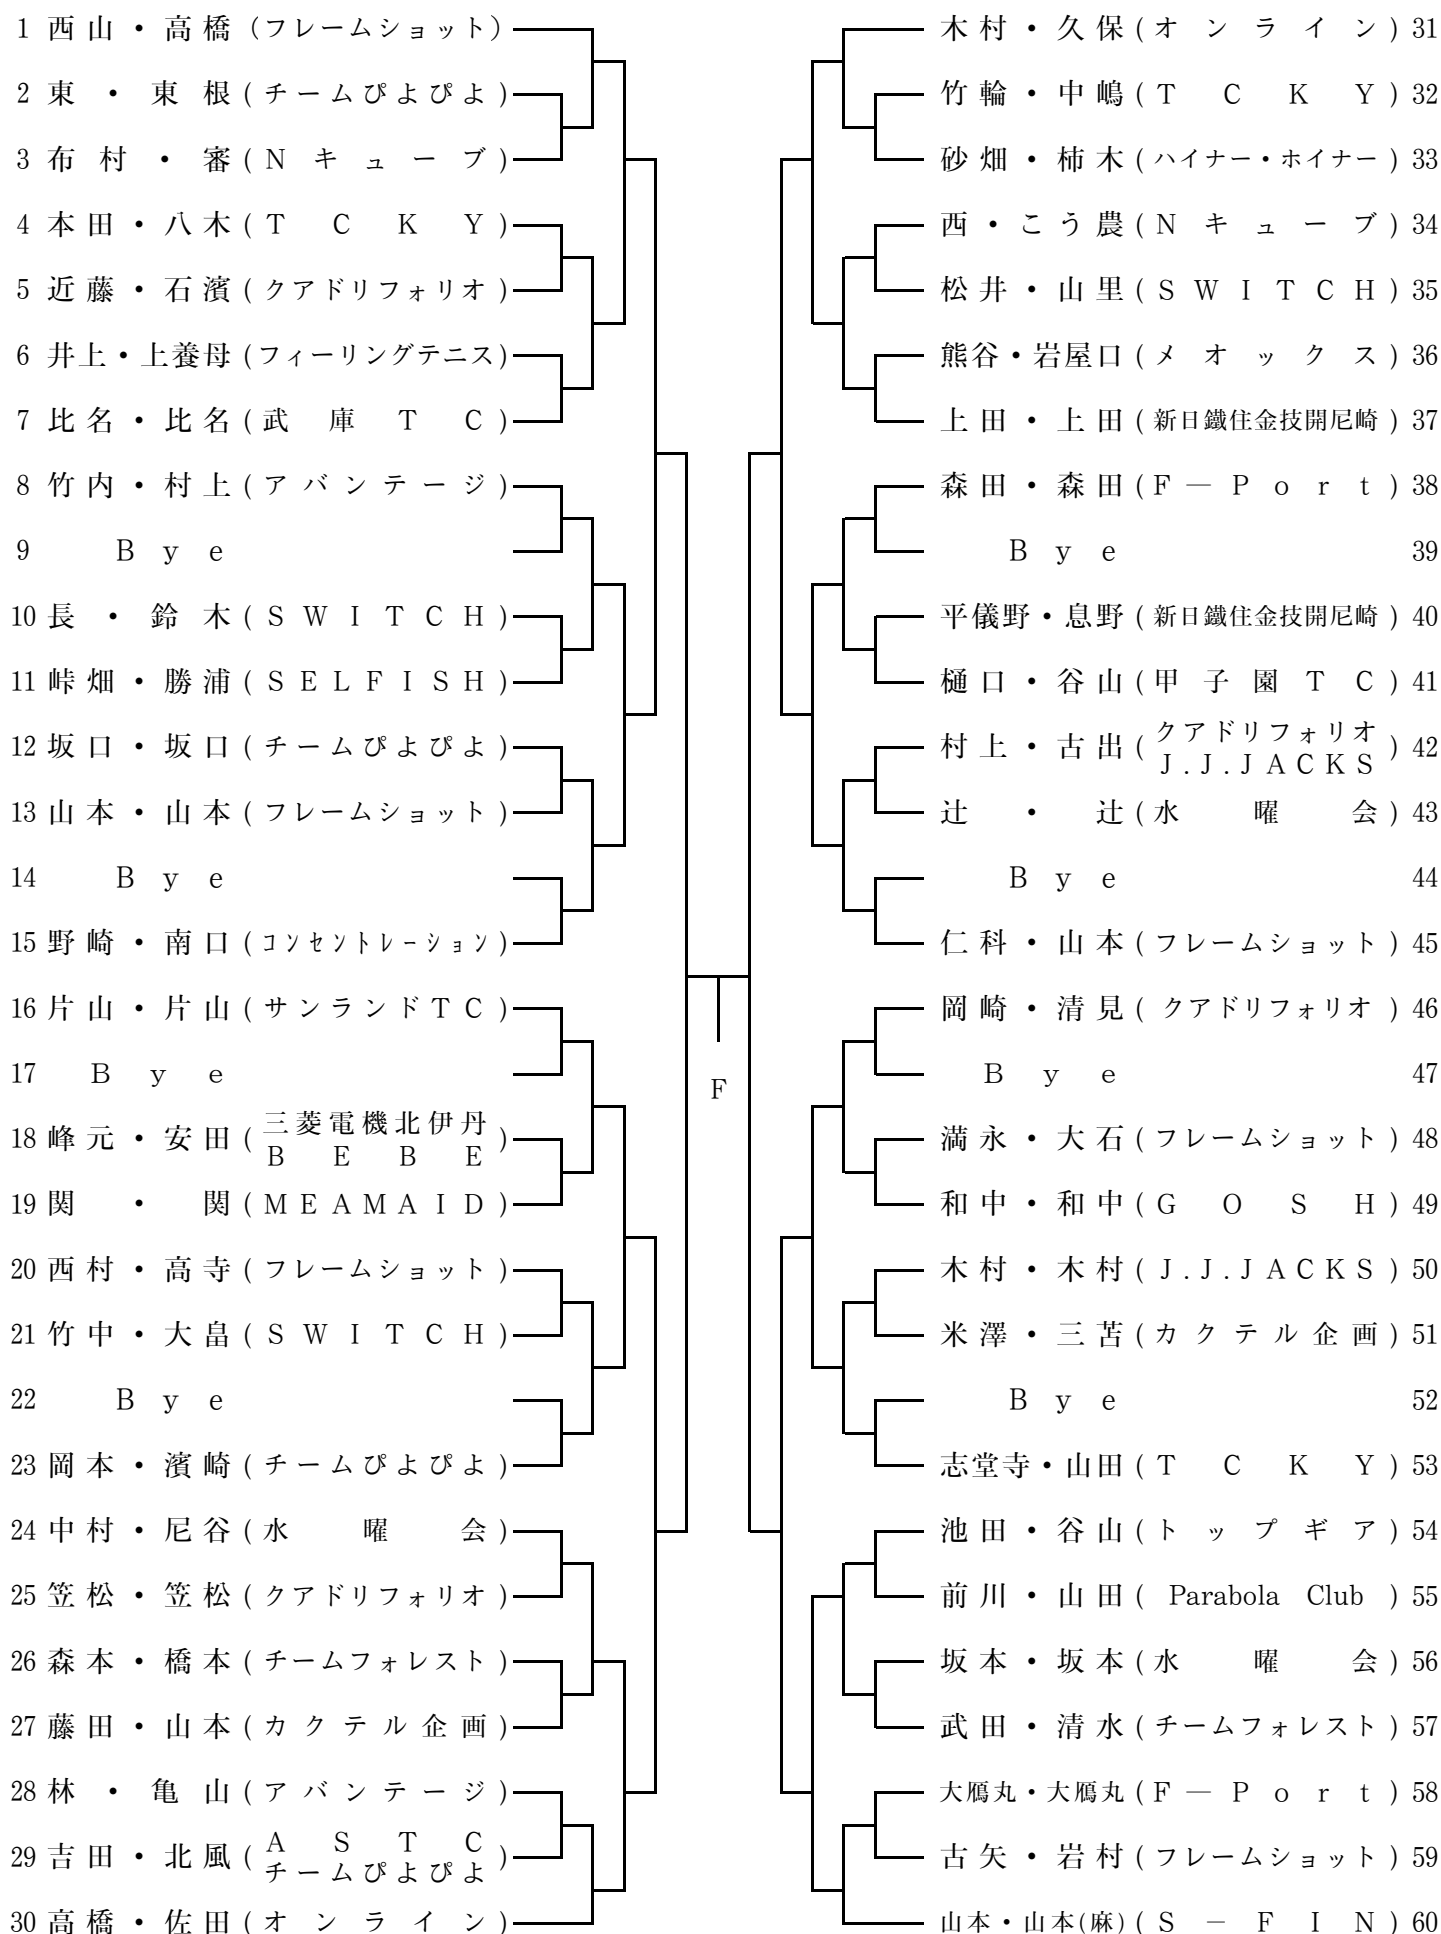 1 西山・高橋(フレームショット)
2 東・東根(チームぴよぴよ)
3 布村・審(Nキューブ)
4 本田・八木(TCKY)
5 近藤・石濱(クアドリフォリオ)
6 井上・上養母(フィーリングテニス)
7 比名・比名(武庫TC)
8 竹内・村上(アバンテージ)
9 Bye
10 長・鈴木(SWITCH)
11 峠畑・勝浦(SELFISH)
12 坂口・坂口(チームぴよぴよ)
13 山本・山本(フレームショット)
14 Bye
15 野崎・南口(コンセントレーション)
16 片山・片山(サンランドTC)
17 Bye
18 峰元・安田(三菱電機北伊丹
BEBE)
19 関・関(MEAMAID)
20 西村・高寺(フレームショット)
21 竹中・大畠(SWITCH)
22 Bye
23 岡本・濱崎(チームぴよぴよ)
24 中村・尼谷(水曜会)
25 笠松・笠松(クアドリフォリオ)
26 森本・橋本(チームフォレスト)
27 藤田・山本(カクテル企画)
28 林・亀山(アバンテージ)
29 吉田・北風(ASTC
チームぴよぴよ)
30 高橋・佐田(オンライン)
F
木村・久保(オンライン) 31
竹輪・中嶋(TCKY) 32
砂畑・柿木(ハイナー・ホイナー) 33
西・こう農(Nキューブ) 34
松井・山里(SWITCH) 35
熊谷・岩屋口(メオックス) 36
上田・上田(新日鐵住金技開尼崎) 37
森田・森田(F―Port) 38
Bye 39
平儀野・息野(新日鐵住金技開尼崎) 40
樋口・谷山(甲子園TC) 41
村上・古出(クアドリフォリオ
J.J.JACKS) 42
辻・辻(水曜会) 43
Bye 44
仁科・山本(フレームショット) 45
岡崎・清見(クアドリフォリオ) 46
Bye 47
満永・大石(フレームショット) 48
和中・和中(GOSH) 49
木村・木村(J.J.JACKS) 50
米澤・三苫(カクテル企画) 51
Bye 52
志堂寺・山田(TCKY) 53
池田・谷山(トップギア) 54
前川・山田(Parabola Club) 55
坂本・坂本(水曜会) 56
武田・清水(チームフォレスト) 57
大鴈丸・大鴈丸(F―Port) 58
古矢・岩村(フレームショット) 59
山本・山本(麻)(S－FIN) 60